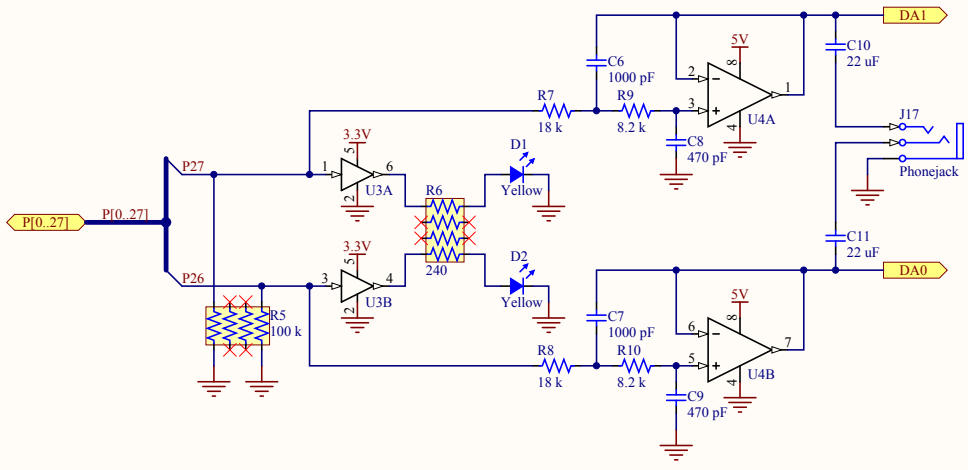 DA1
5V
C6
1000 pF
C10
22 uF
8
2
1
R7
R9
3
18 k
8.2 k
U4A
4
J17
C8
470 pF
Phonejack
3.3V
D1
5
P27
1
6
U3A
Yellow
2
R6
P[0..27]
P[0..27]
3.3V
D2
5
C11
22 uF
P26
3
4
240
DA0
U3B
Yellow
2
5V
R5
100 k
C7
1000 pF
8
6
7
R8
R10
5
18 k
8.2 k
U4B
4
C9
470 pF